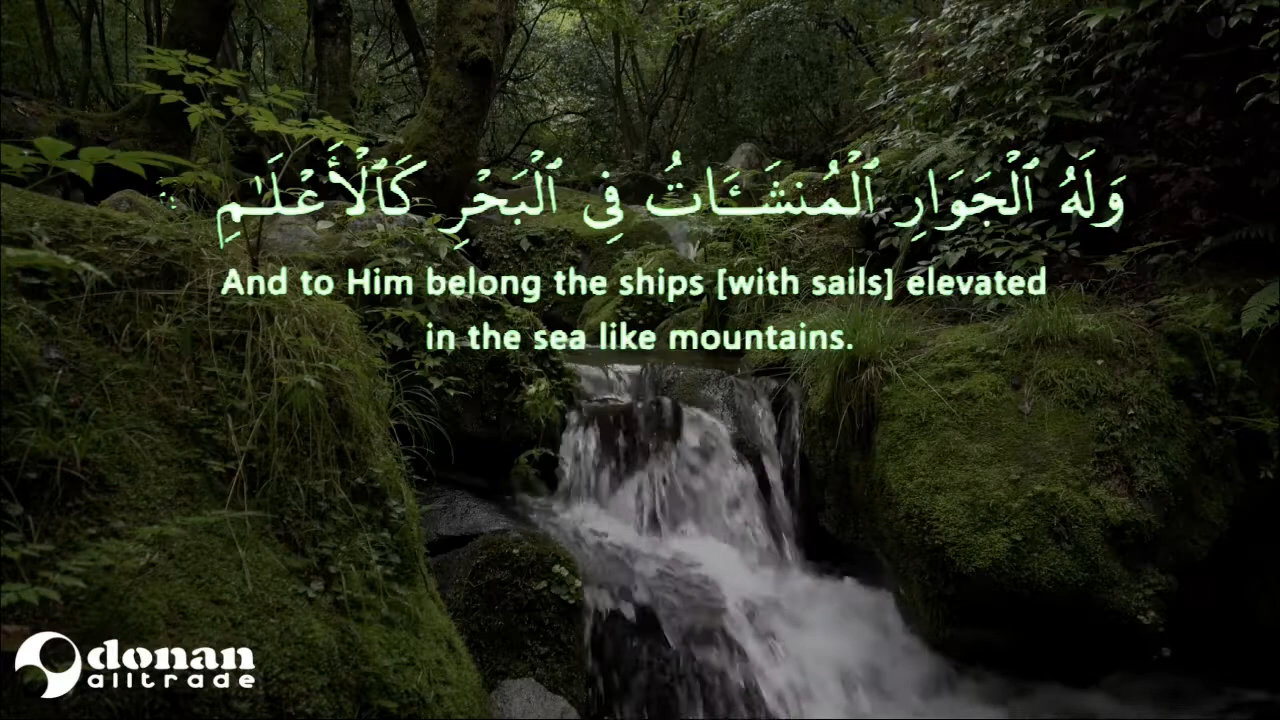 وَلَهُ ٱلْجَوَارِ ٱلْمُنشَـَٔاتُ فِى ٱلْبَحْرِ كَٱلْأَعْلَـٰمِ
And to Him belong the ships [with sails] elevated
in the sea like mountains.
donan
alltrade